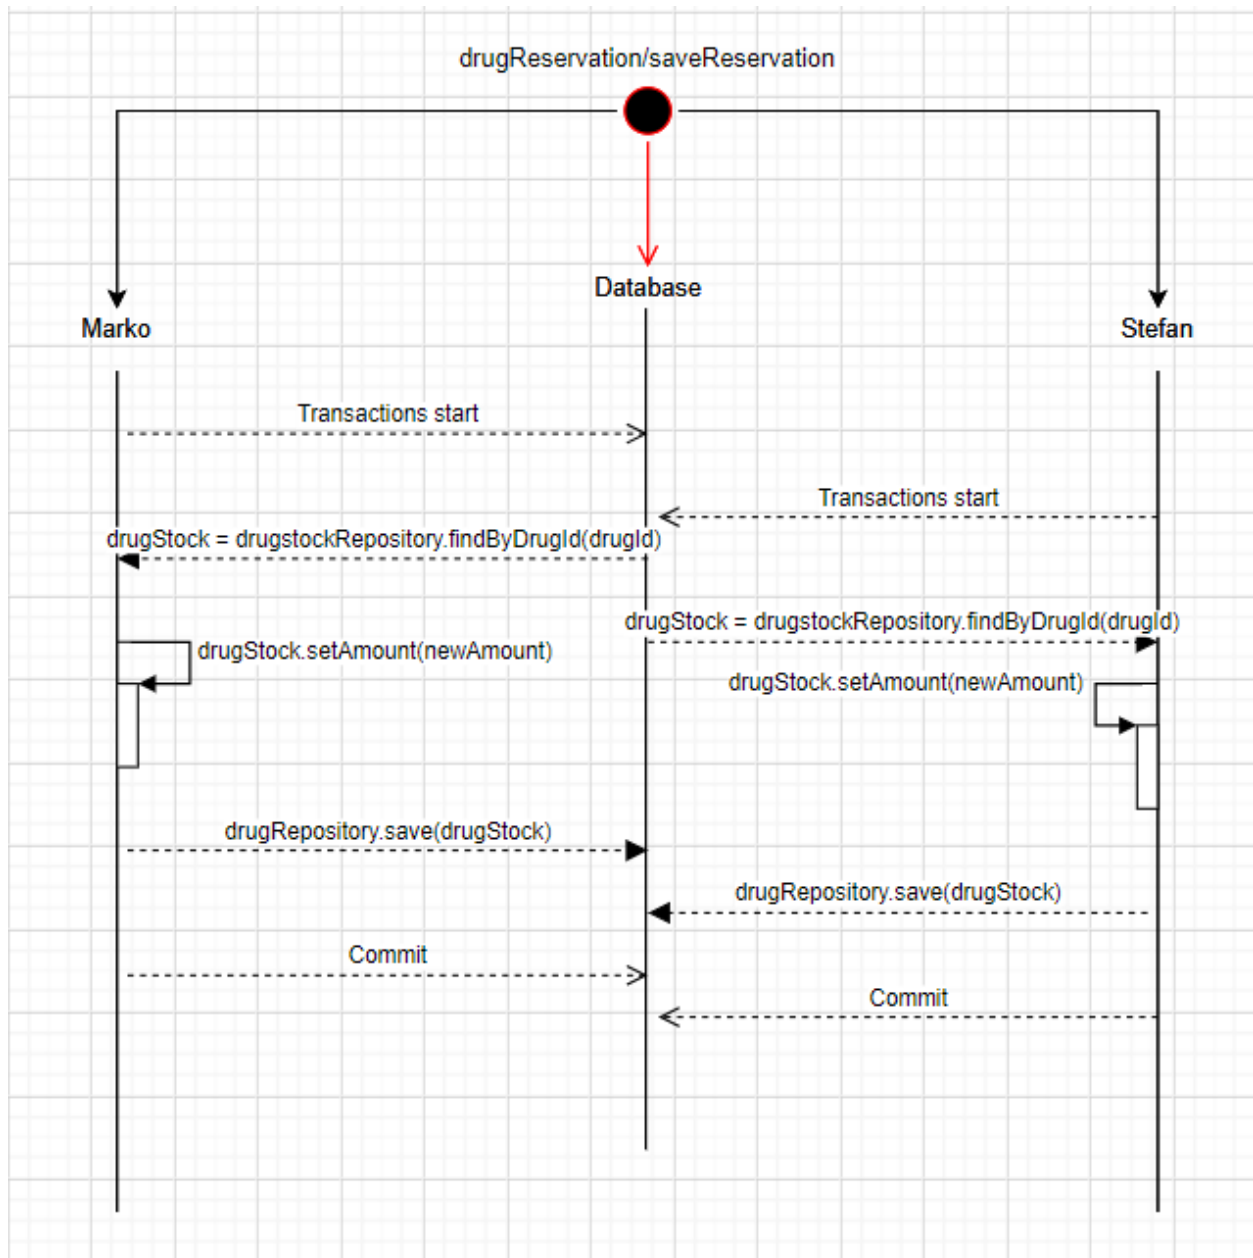 drugReservation/saveReservation
Database
Marko
Stefan
Transactions start
Transactions start
drugStock = drugstockRepository.findByDrugId(drugId)
drugStock = drugstockRepository.findByDrugId(drugId)
drugStock.setAmount(newAmount)
drugStock.setAmount(newAmount)
drugRepository.save(drugStock)
drugRepository.save(drugStock)
Commit
Commit